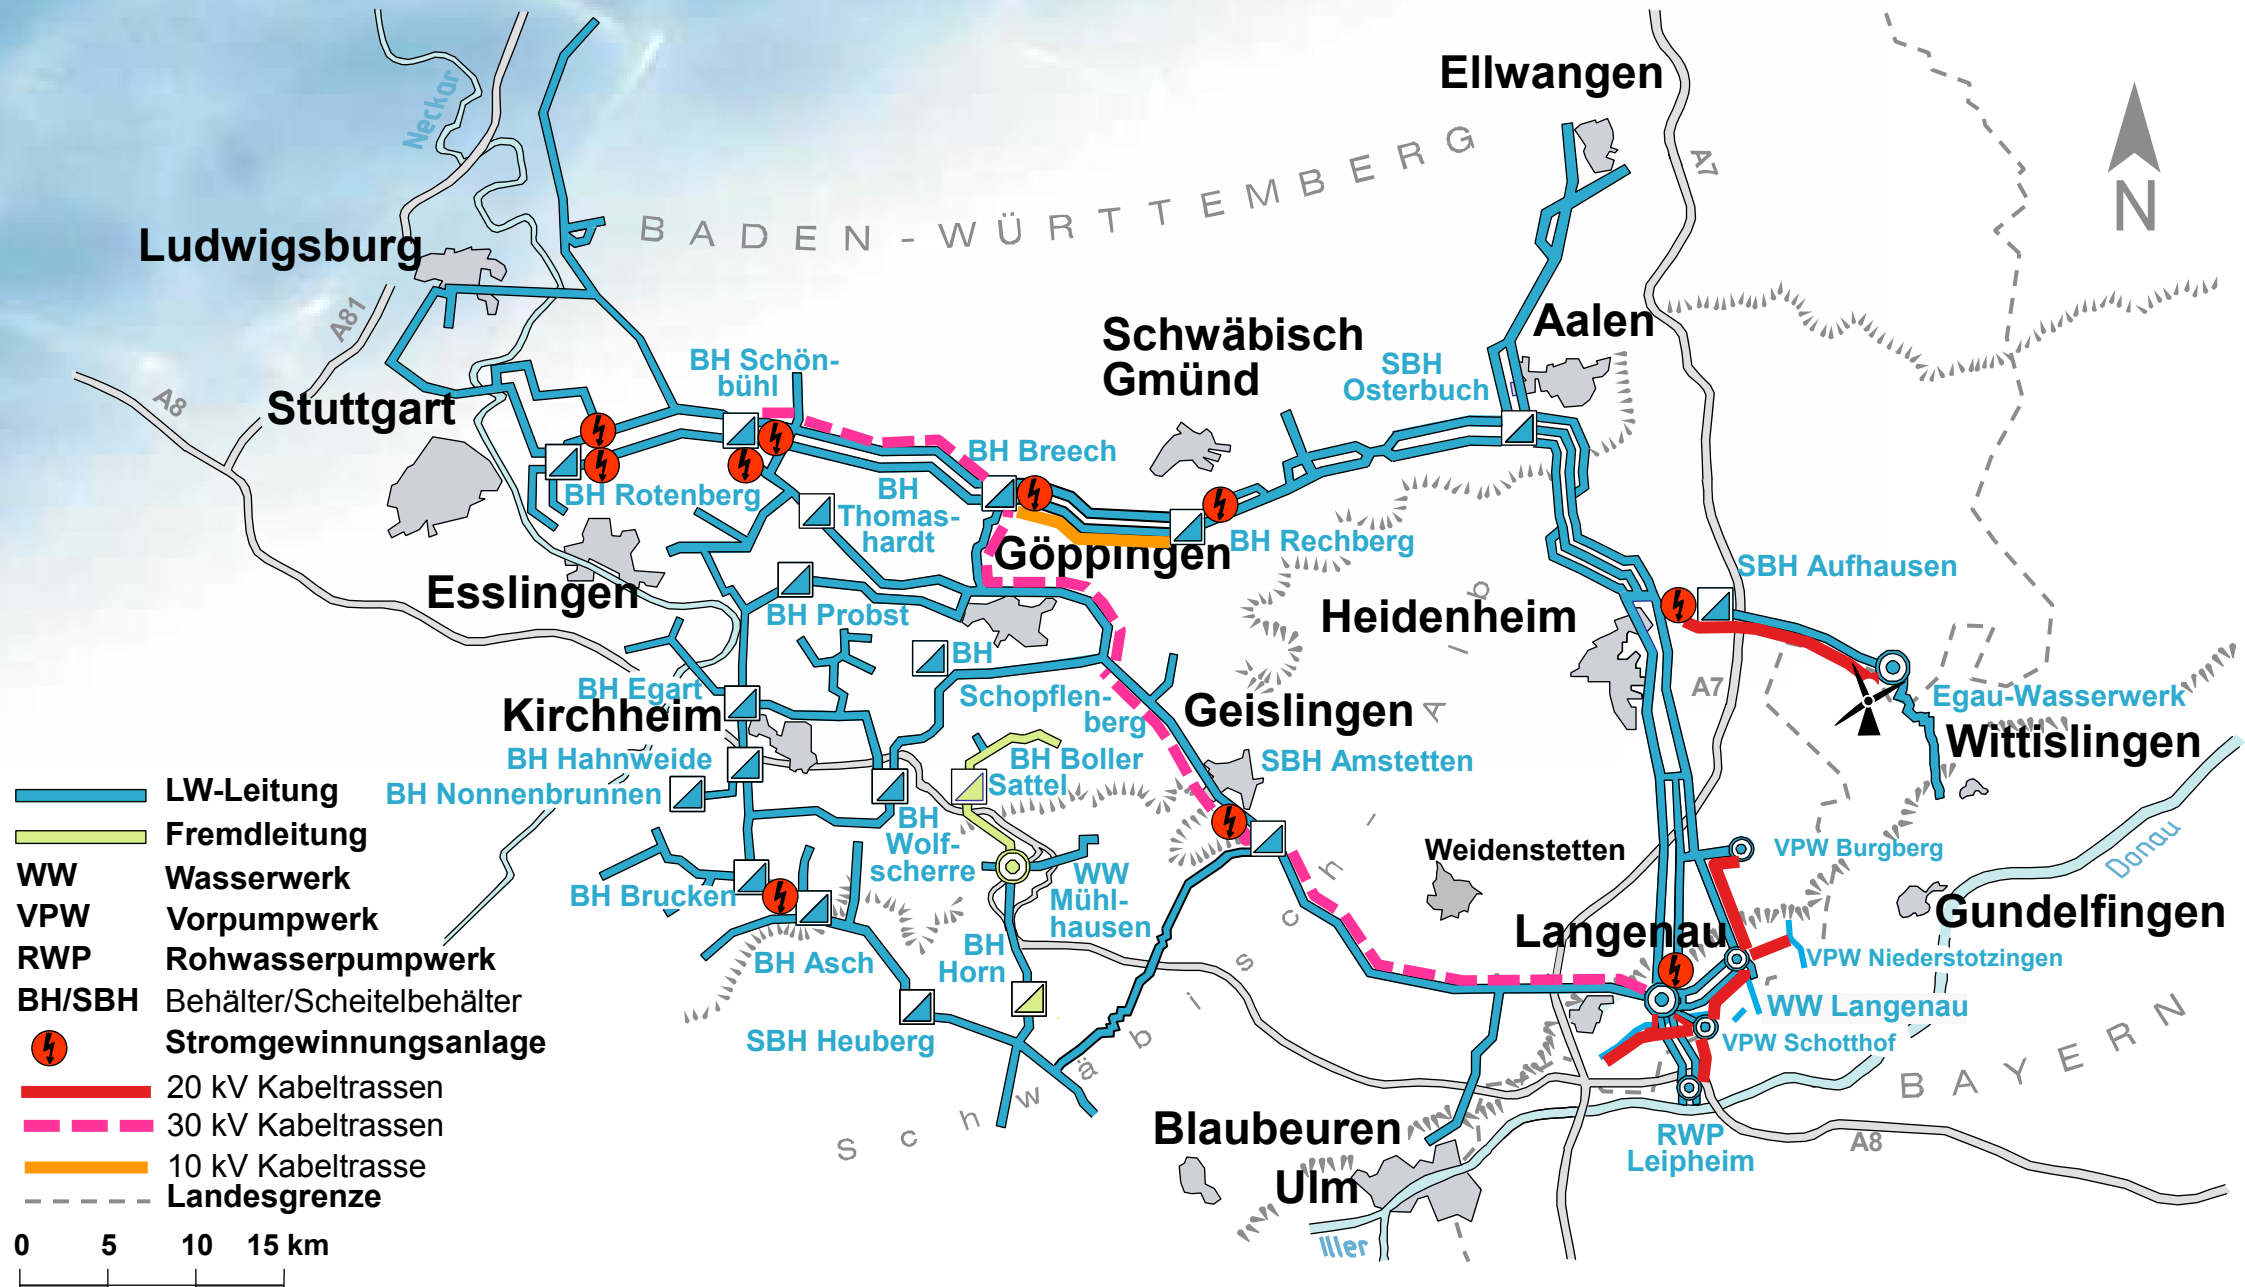 Ellwangen
Neckar
A7
N
BADEN-WÜRTTEMBERG
Ludwigsburg
A81
Schwäbisch
Gmünd
Aalen
SBH
Osterbuch
BH Schön-
bühl
A8
Stuttgart
BH Breech
BH Rotenberg
BH
Thomas-
hardt
Göppingen
BH Rechberg
SBH Aufhausen
Esslingen
BH Probst
Heidenheim
BH
Schopflen-
berg
BH Egart
Kirchheim
A7
Egau-Wasserwerk
Geislingen
Wittislingen
BH Hahnweide
BH Boller
Sattel
SBH Amstetten
BH Nonnenbrunnen
BH
Wolf-
scherre
Weidenstetten
VPW Burgberg
Donau
BH Brucken
WW
Mühl-
hausen
Gundelfingen
Langenau
BH Asch
BH
Horn
VPW Niederstotzingen
WW Langenau
SBH Heuberg
VPW Schotthof
BAYERN
Schwäbische Alb
Blaubeuren
RWP
Leipheim
A8
Ulm
Iller
LW-Leitung
Fremdleitung
WW Wasserwerk
VPW Vorpumpwerk
RWP Rohwasserpumpwerk
BH/SBH Behälter/Scheitelbehälter
Stromgewinnungsanlage
20 kV Kabeltrassen
30 kV Kabeltrassen
10 kV Kabeltrasse
Landesgrenze
0 5 10 15 km